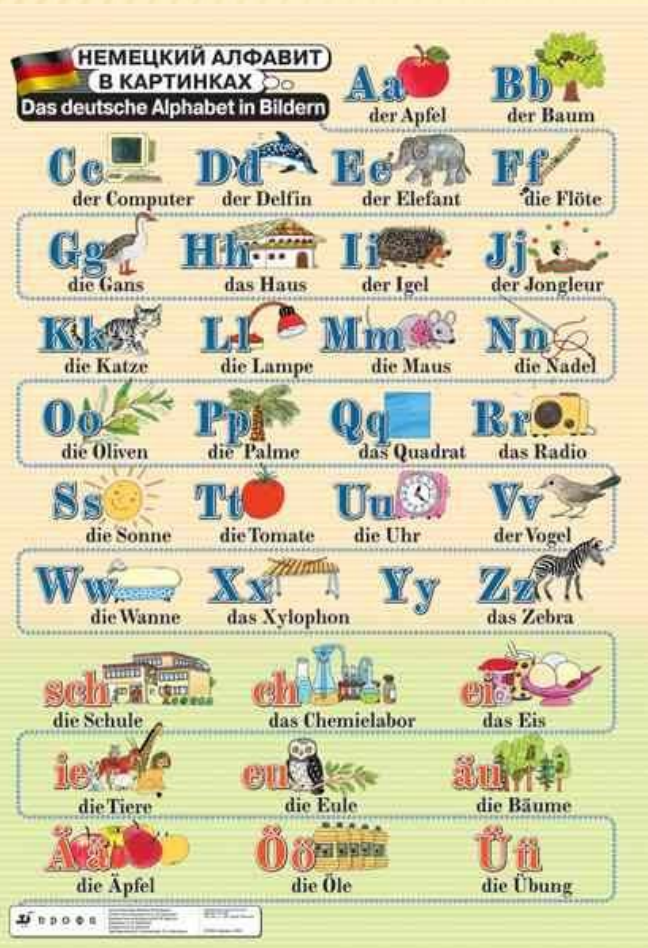 НЕМЕЦКИЙ АЛФАВИТ
В КАРТИНКАХ
Das deutsche Alphabet in Bildern
Aa Bb
der Apfel der Baum
Cc Dd Ee Ff
der Computer der Delfin der Elefant die Flöte
Gg Hh Ii Jj
die Gans das Haus der Igel der Jongleur
Kk Ll Mm Nn
die Katze die Lampe die Maus die Nadel
Oo Pp Qq Rr
die Oliven die Palme das Quadrat das Radio
Ss Tt Uu Vv
die Sonne die Tomate die Uhr der Vogel
Ww Xx Yy Zz
die Wanne das Xylophon das Zebra
sch ch ei
die Schule das Chemielabor das Eis
ie eu äu
die Tiere die Eule die Bäume
Ää Öö Üü
die Äpfel die Öle die Übung
дрофа